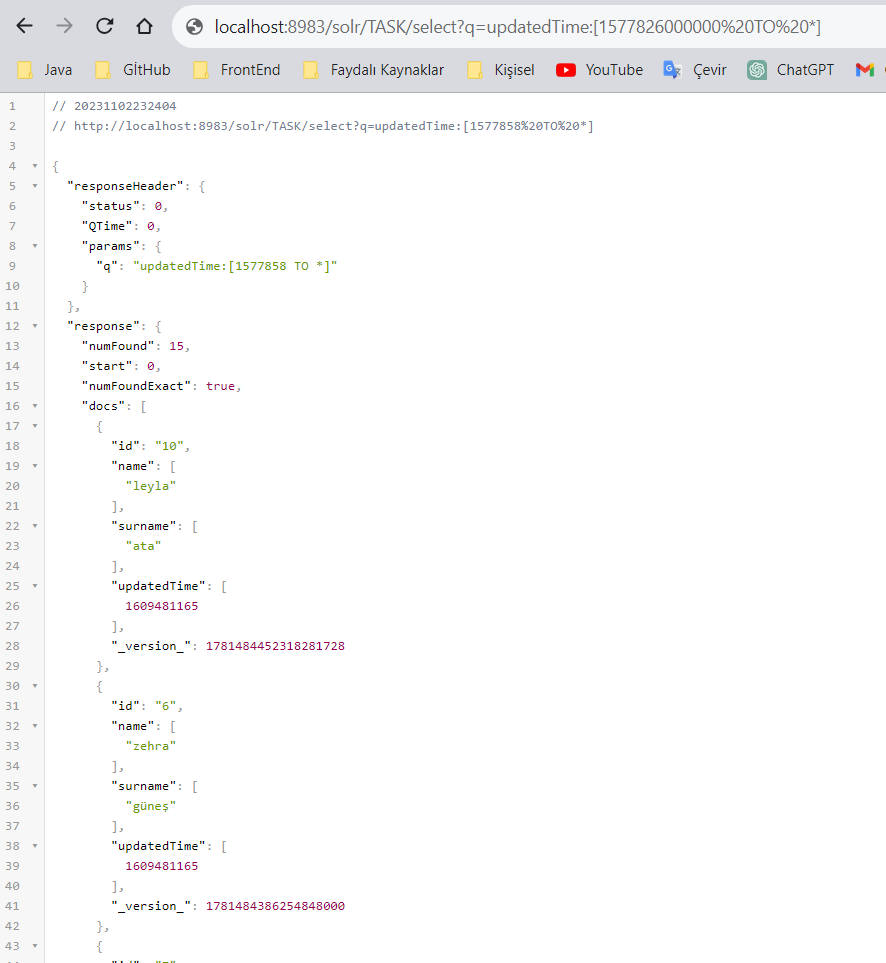 localhost:8983/solr/TASK/select?q=updatedTime:[1577826000000%20TO%20*]
Java GİtHub FrontEnd Faydalı Kaynaklar Kişisel YouTube Çevir ChatGPT
1 // 20231102232404
2 // http://localhost:8983/solr/TASK/select?q=updatedTime:[1577858%20TO%20*]
3
4 {
5 "responseHeader": {
6 "status": 0,
7 "QTime": 0,
8 "params": {
9 "q": "updatedTime:[1577858 TO *]"
10 }
11 },
12 "response": {
13 "numFound": 15,
14 "start": 0,
15 "numFoundExact": true,
16 "docs": [
17 {
18 "id": "10",
19 "name": [
20 "leyla"
21 ],
22 "surname": [
23 "ata"
24 ],
25 "updatedTime": [
26 1609481165
27 ],
28 "_version_": 1781484452318281728
29 },
30 {
31 "id": "6",
32 "name": [
33 "zehra"
34 ],
35 "surname": [
36 "güneş"
37 ],
38 "updatedTime": [
39 1609481165
40 ],
41 "_version_": 1781484386254848000
42 },
43 {